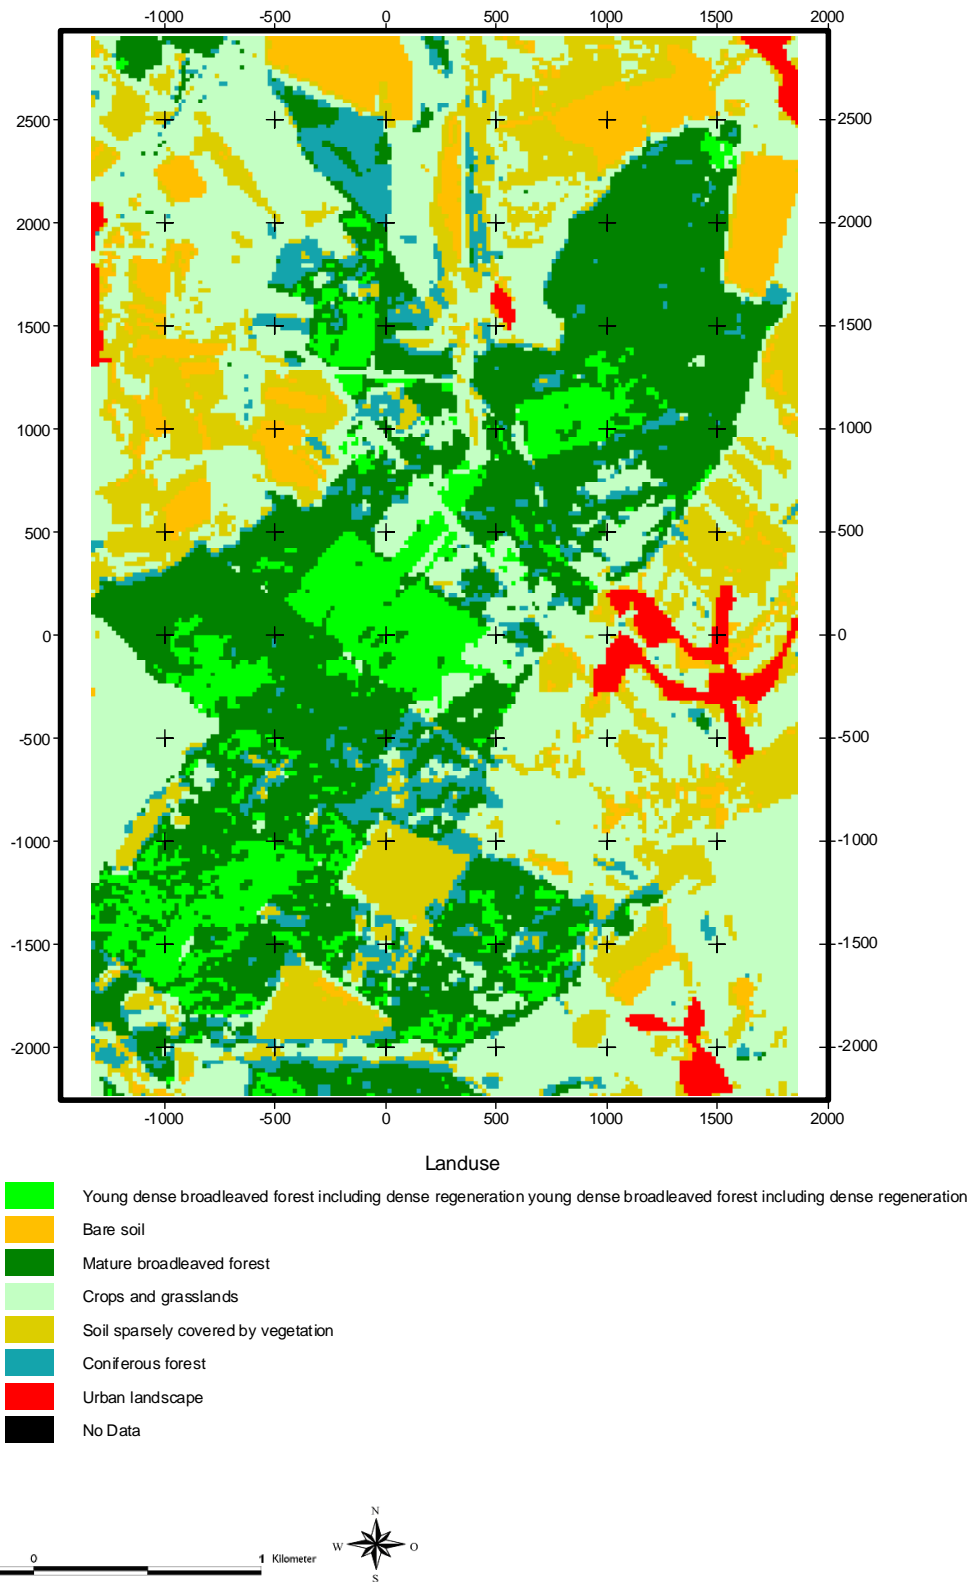 -1000 -500 0 500 1000 1500 2000
2500 2500
2000 2000
1500 1500
1000 1000
500 500
0 0
-500 -500
-1000 -1000
-1500 -1500
-2000 -2000
-1000 -500 0 500 1000 1500 2000
Landuse
Young dense broadleaved forest including dense regeneration young dense broadleaved forest including dense regeneration
Bare soil
Mature broadleaved forest
Crops and grasslands
Soil sparsely covered by vegetation
Coniferous forest
Urban landscape
No Data
N
W O
S
0 1 Kilometer